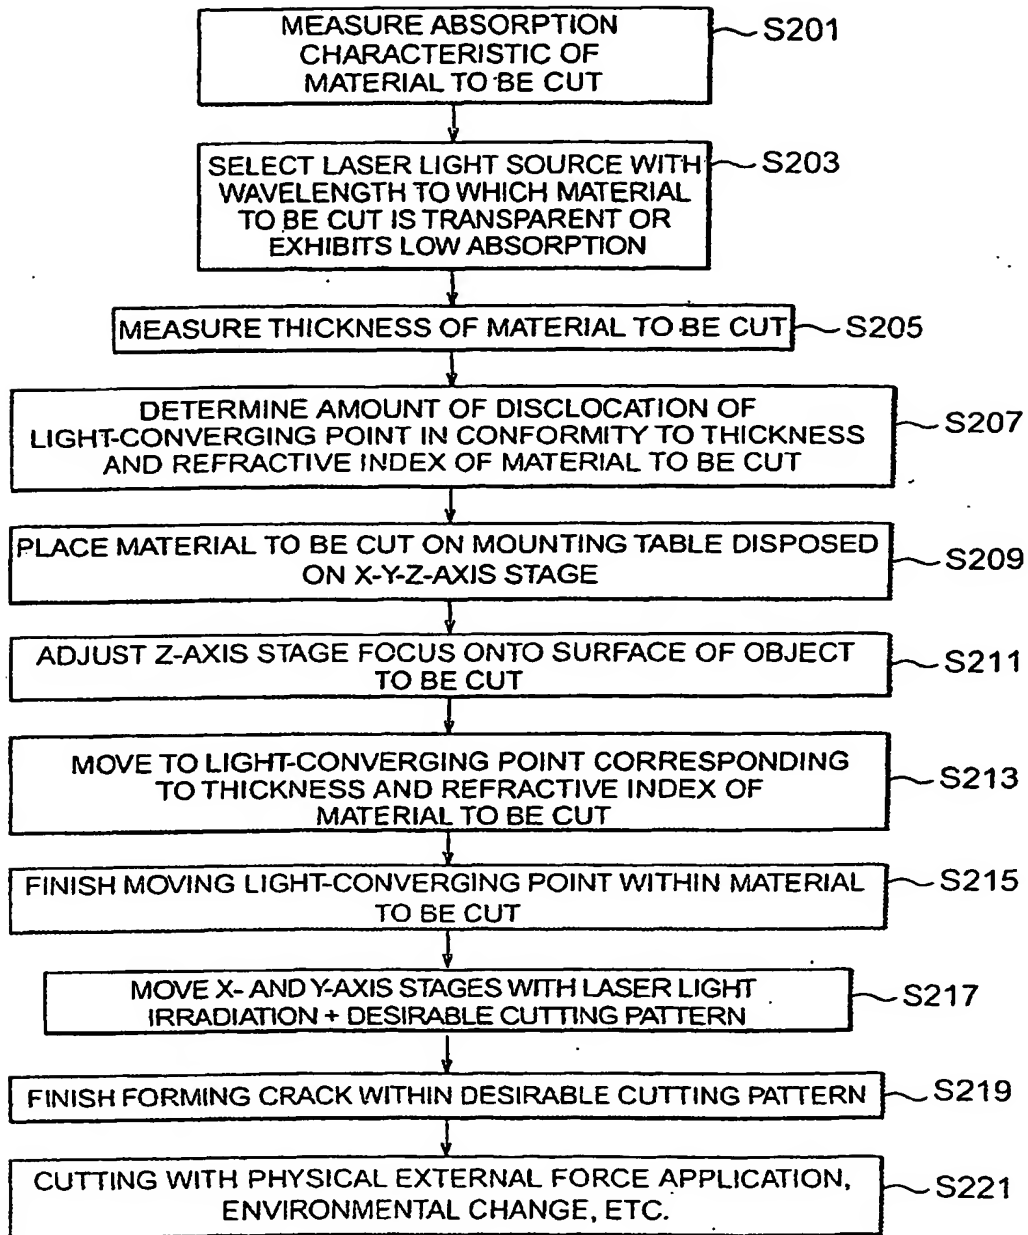 MEASURE ABSORPTION
CHARACTERISTIC OF
MATERIAL TO BE CUT
S201
SELECT LASER LIGHT SOURCE WITH
WAVELENGTH TO WHICH MATERIAL
TO BE CUT IS TRANSPARENT OR
EXHIBITS LOW ABSORPTION
S203
MEASURE THICKNESS OF MATERIAL TO BE CUT
S205
DETERMINE AMOUNT OF DISCLOCATION OF
LIGHT-CONVERGING POINT IN CONFORMITY TO THICKNESS
AND REFRACTIVE INDEX OF MATERIAL TO BE CUT
S207
PLACE MATERIAL TO BE CUT ON MOUNTING TABLE DISPOSED
ON X-Y-Z-AXIS STAGE
S209
ADJUST Z-AXIS STAGE FOCUS ONTO SURFACE OF OBJECT
TO BE CUT
S211
MOVE TO LIGHT-CONVERGING POINT CORRESPONDING
TO THICKNESS AND REFRACTIVE INDEX OF
MATERIAL TO BE CUT
S213
FINISH MOVING LIGHT-CONVERGING POINT WITHIN MATERIAL
TO BE CUT
S215
MOVE X- AND Y-AXIS STAGES WITH LASER LIGHT
IRRADIATION + DESIRABLE CUTTING PATTERN
S217
FINISH FORMING CRACK WITHIN DESIRABLE CUTTING PATTERN
S219
CUTTING WITH PHYSICAL EXTERNAL FORCE APPLICATION,
ENVIRONMENTAL CHANGE, ETC.
S221